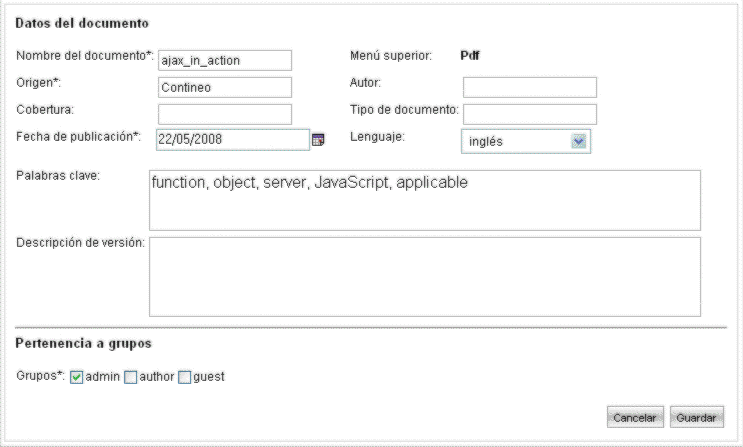 Datos del documento
Nombre del documento*: ajax_in_action Menú superior: Pdf
Origen*: Contineo Autor:
Cobertura: Tipo de documento:
Fecha de publicación*: 22/05/2008 Lenguaje: inglés
Palabras clave: function, object, server, JavaScript, applicable
Descripción de versión:
Pertenencia a grupos
Grupos*: admin author guest
Cancelar Guardar